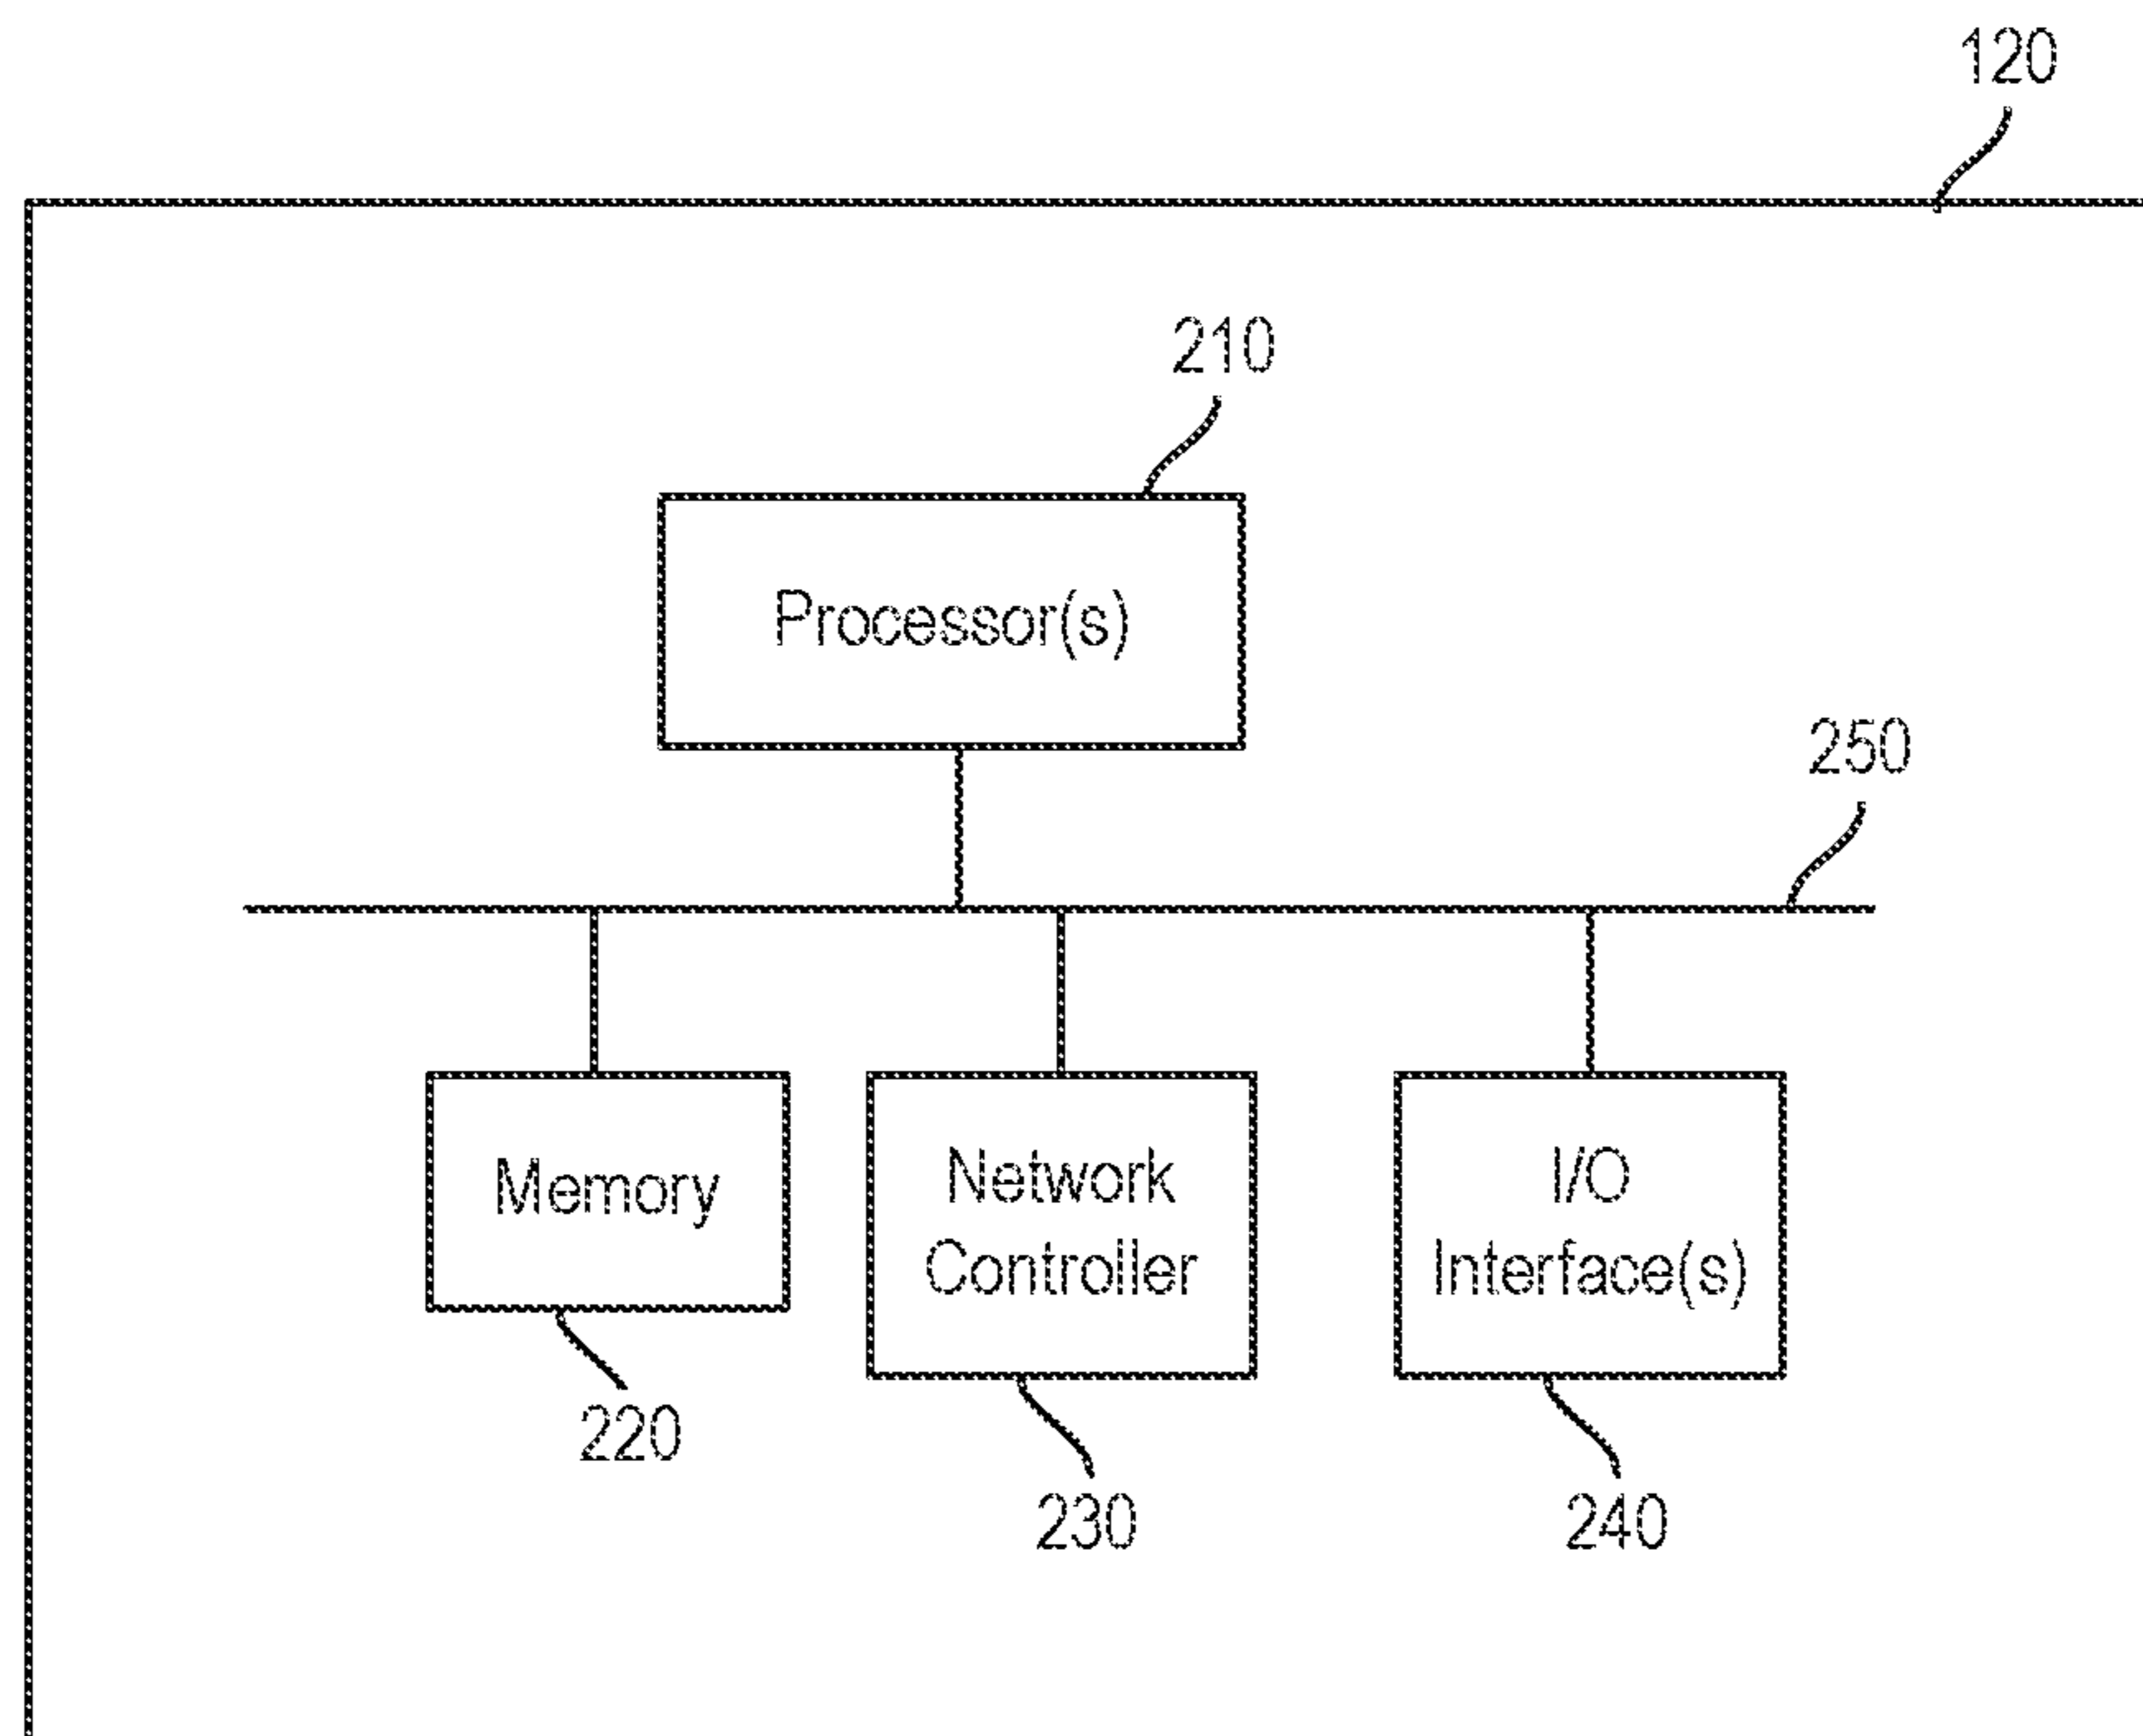 120
210
Processor(s)
250
Memory
Network
Controller
I/O
Interface(s)
220
230
240